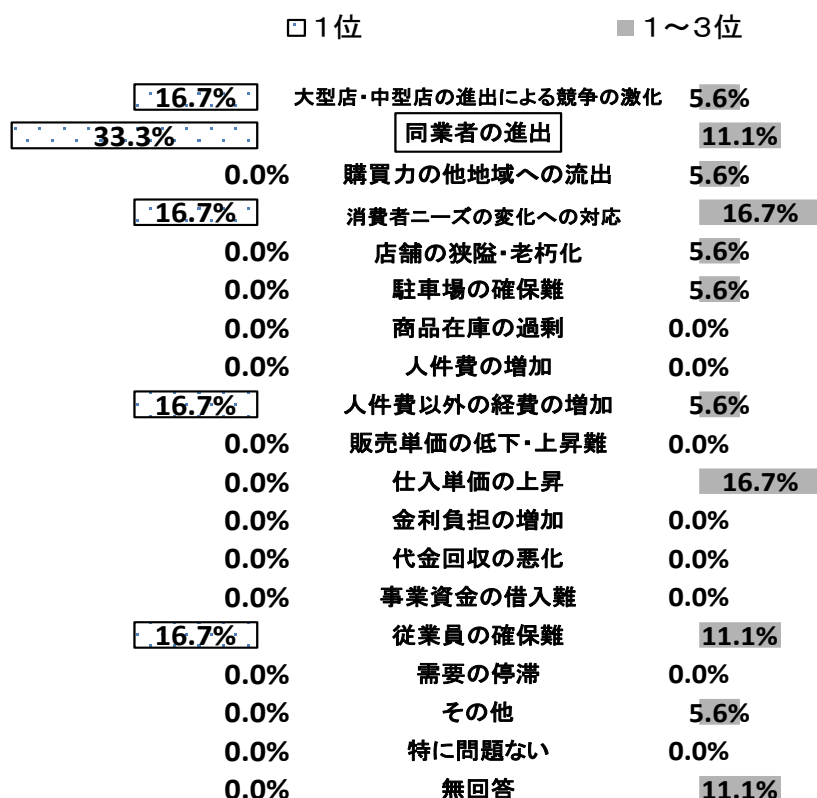 □1位 ■1～3位
16.7% 大型店・中型店の進出による競争の激化 5.6%
33.3% 同業者の進出 11.1%
0.0% 購買力の他地域への流出 5.6%
16.7% 消費者ニーズの変化への対応 16.7%
0.0% 店舗の狭隘・老朽化 5.6%
0.0% 駐車場の確保難 5.6%
0.0% 商品在庫の過剰 0.0%
0.0% 人件費の増加 0.0%
16.7% 人件費以外の経費の増加 5.6%
0.0% 販売単価の低下・上昇難 0.0%
0.0% 仕入単価の上昇 16.7%
0.0% 金利負担の増加 0.0%
0.0% 代金回収の悪化 0.0%
0.0% 事業資金の借入難 0.0%
16.7% 従業員の確保難 11.1%
0.0% 需要の停滞 0.0%
0.0% その他 5.6%
0.0% 特に問題ない 0.0%
0.0% 無回答 11.1%